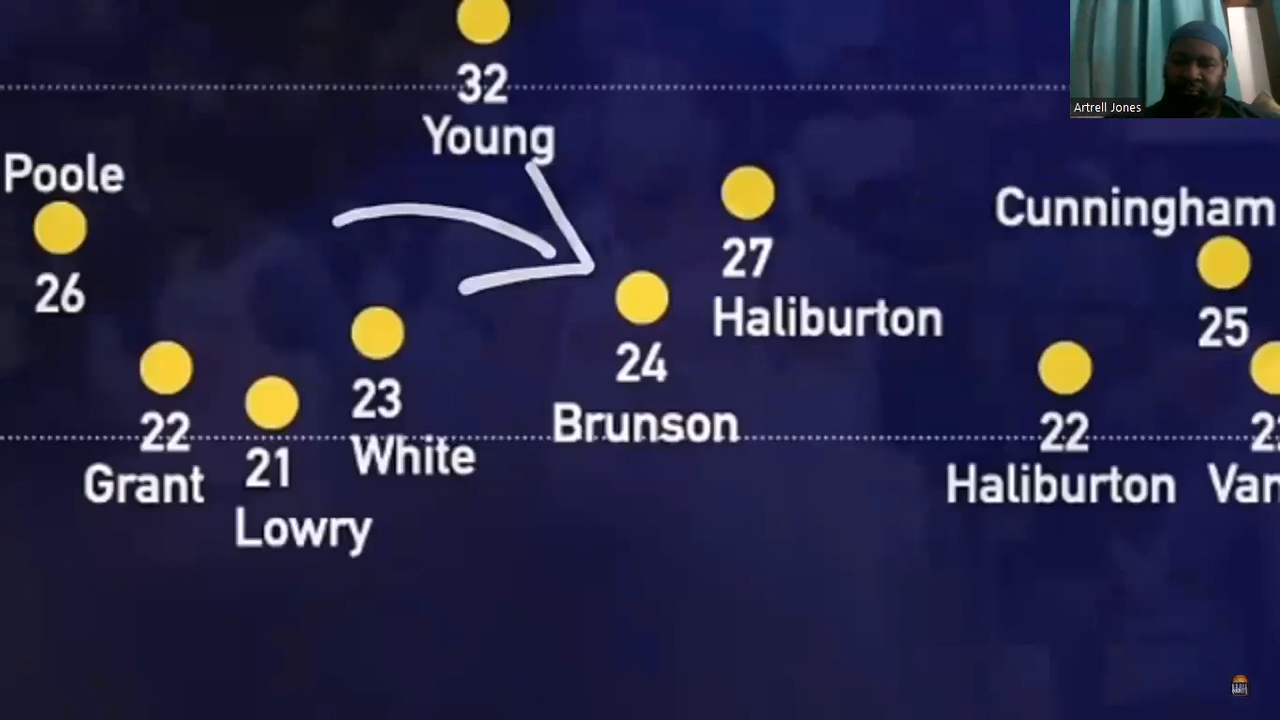 32
Young
Artrell Jones
Poole
26
27
Haliburton
Cunningham
25
22
Grant
21
Lowry
23
White
24
Brunson
22
Haliburton
Van